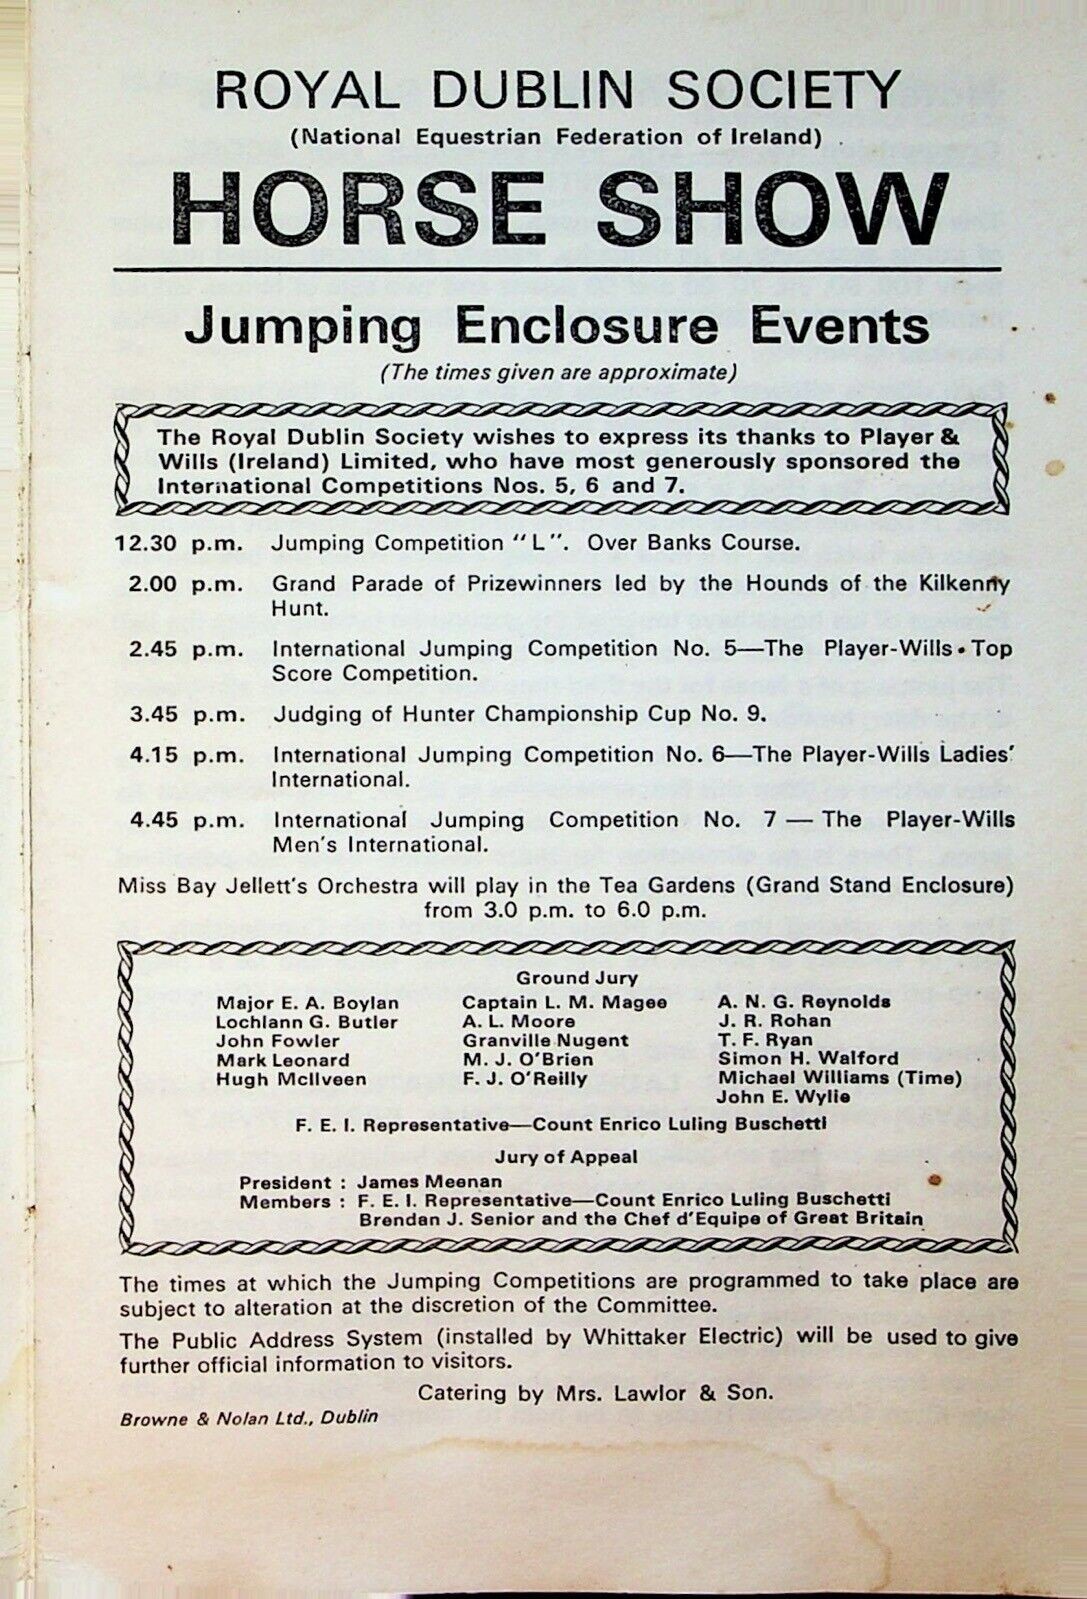 ROYAL DUBLIN SOCIETY
(National Equestrian Federation of Ireland)
HORSE SHOW
Jumping Enclosure Events
(The times given are approximate)
The Royal Dublin Society wishes to express its thanks to Player &
Wills (Ireland) Limited, who have most generously sponsored the
International Competitions Nos. 5, 6 and 7.
12.30 p.m. Jumping Competition "L". Over Banks Course.
2.00 p.m. Grand Parade of Prizewinners led by the Hounds of the Kilkenny
Hunt.
2.45 p.m. International Jumping Competition No. 5—The Player-Wills Top
Score Competition.
3.45 p.m. Judging of Hunter Championship Cup No. 9.
4.15 p.m. International Jumping Competition No. 6—The Player-Wills Ladies'
International.
4.45 p.m. International Jumping Competition No. 7 — The Player-Wills
Men's International.
Miss Bay Jellett's Orchestra will play in the Tea Gardens (Grand Stand Enclosure)
from 3.0 p.m. to 6.0 p.m.
Ground Jury
Major E. A. Boylan Captain L. M. Magee A. N. G. Reynolds
Lochlann G. Butler A. L. Moore J. R. Rohan
John Fowler Granville Nugent T. F. Ryan
Mark Leonard M. J. O'Brien Simon H. Walford
Hugh McIlveen F. J. O'Reilly Michael Williams (Time)
John E. Wylie
F. E. I. Representative—Count Enrico Luling Buschetti
Jury of Appeal
President : James Meenan
Members : F. E. I. Representative—Count Enrico Luling Buschetti
Brendan J. Senior and the Chef d'Equipe of Great Britain
The times at which the Jumping Competitions are programmed to take place are
subject to alteration at the discretion of the Committee.
The Public Address System (installed by Whittaker Electric) will be used to give
further official information to visitors.
Catering by Mrs. Lawlor & Son.
Browne & Nolan Ltd., Dublin